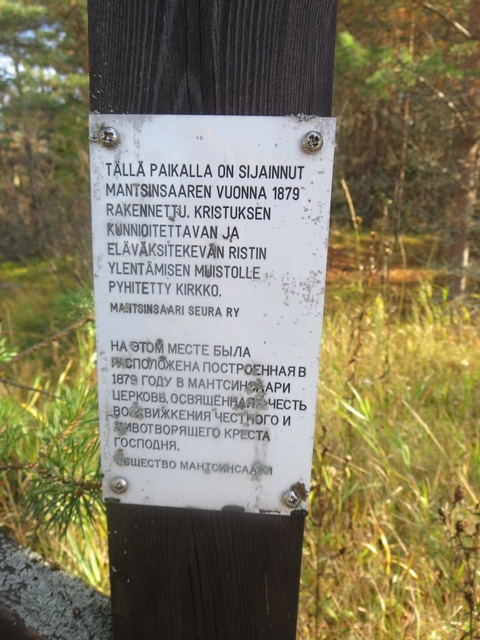 TÄLLÄ PAIKALLA ON SIJAINNUT
MANTSINSAAREN VUONNA 1879
RAKENNETTU, KRISTUKSEN
KUNNIOITETTAVAN JA
ELÄVÄKSITEKEVÄN RISTIN
YLENTÄMISEN MUISTOLLE
PYHITETTY KIRKKO.
MANTSINSAARI SEURA RY
НА ЭТОМ МЕСТЕ БЫЛА
РАСПОЛОЖЕНА ПОСТРОЕННАЯ В
1879 ГОДУ В МАНТСИНСААРИ
ЦЕРКОВЬ, ОСВЯЩЁННАЯ В ЧЕСТЬ
ВОЗДВИЖКЕНИЯ ЧЕСТНОГО И
ЖИВОТВОРЯЩЕГО КРЕСТА
ГОСПОДНЯ.
ОБЩЕСТВО МАНТСИНСААРИ